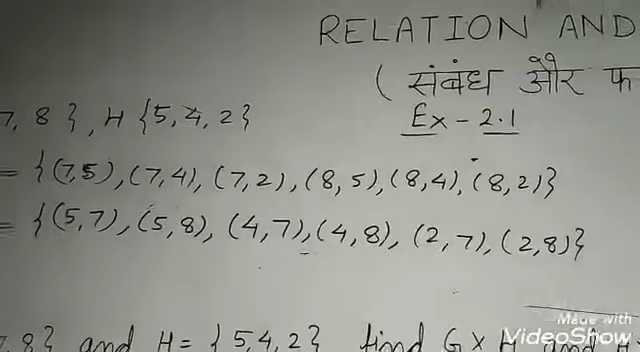 RELATION AND
( संबंध और फ
Ex - 2.1
7, 8 } , H { 5, 4, 2 }
= { (7,5) , (7,4) , (7,2) , (8,5) , (8,4) , (8,2) }
= { (5,7) , (5,8) , (4,7) , (4,8) , (2,7) , (2,8) }
7,8} and H = { 5,4,2 } find G X H and H
Made with
VideoShow